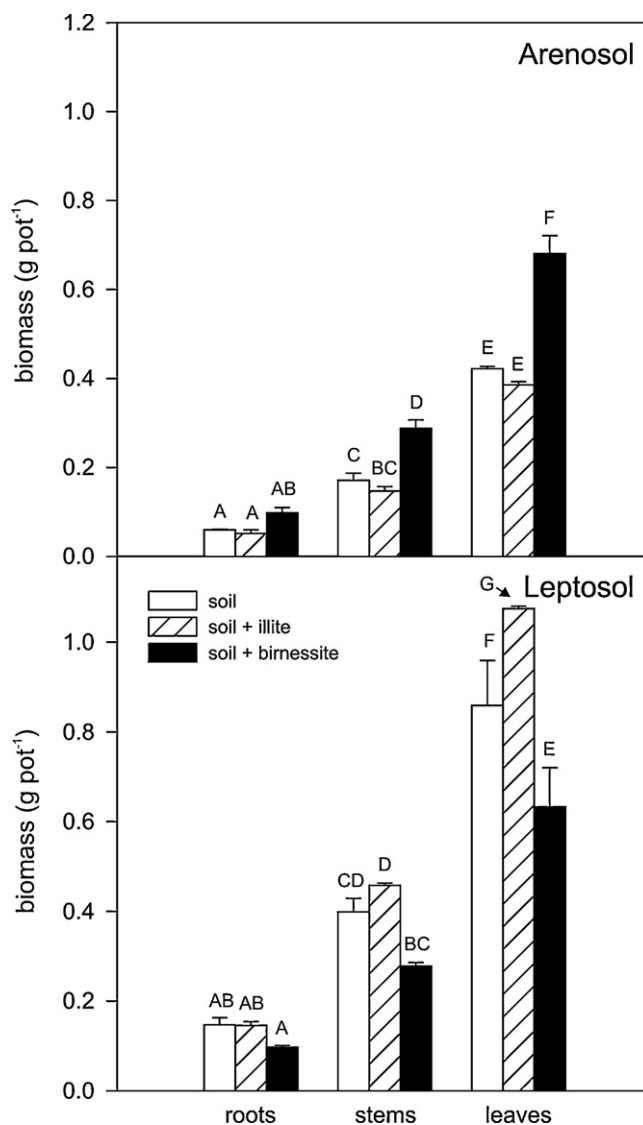 1.2
Arenosol
1.0
0.8
F
0.6
biomass (g pot⁻¹)
E
E
0.4
D
C
BC
0.2
AB
A
A
0.0
G
Leptosol
soil
soil + illite
soil + birnessite
1.0
F
0.8
E
0.6
biomass (g pot⁻¹)
CD
D
0.4
BC
0.2
AB
AB
A
0.0
roots
stems
leaves